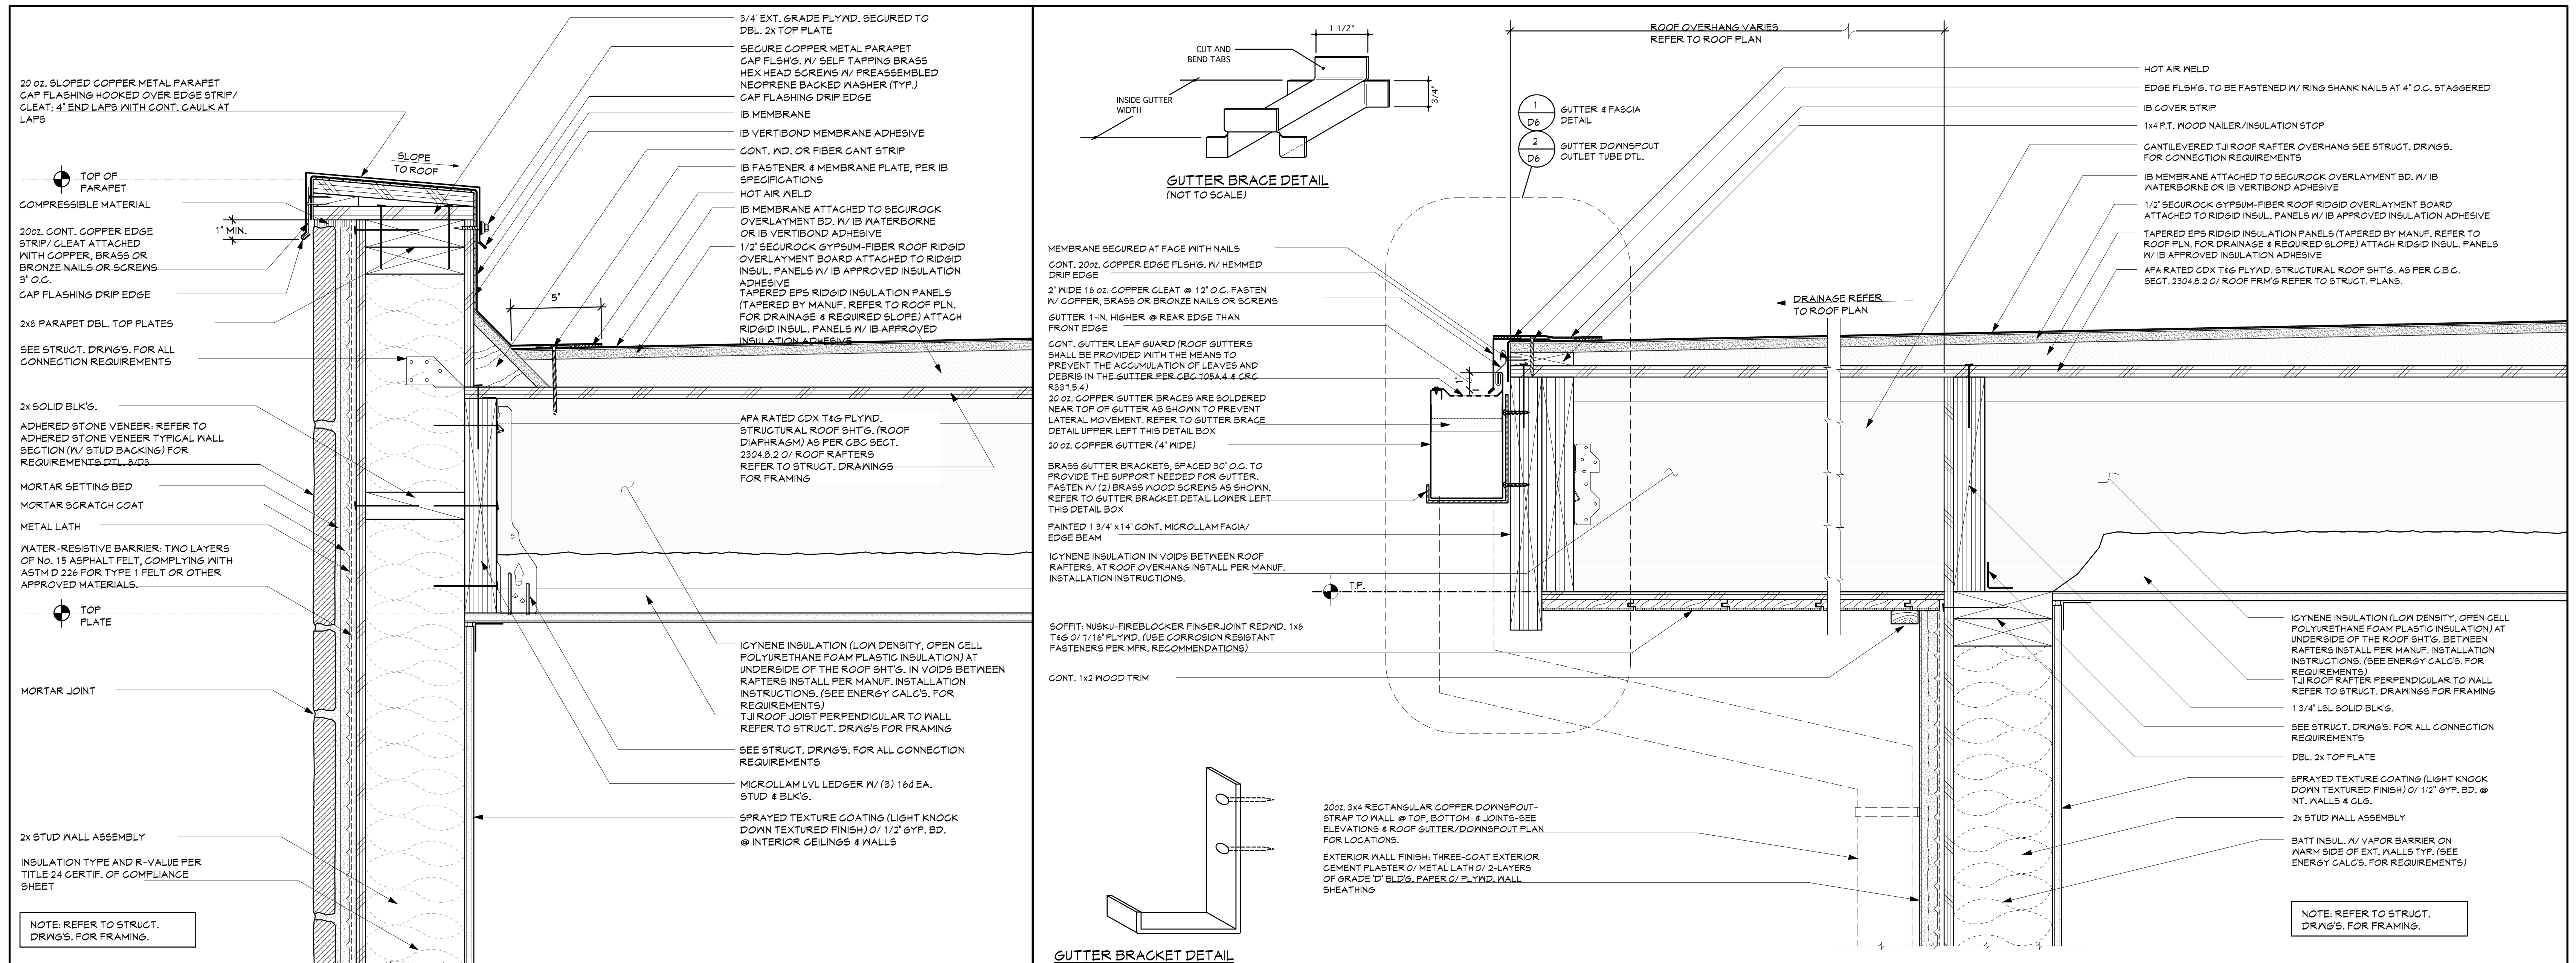 20 oz. SLOPED COPPER METAL PARAPET
CAP FLASHING HOOKED OVER EDGE STRIP/
CLEAT; 4" END LAPS WITH CONT. CAULK AT
LAPS
TOP OF
PARAPET
COMPRESSIBLE MATERIAL
20oz. CONT. COPPER EDGE
STRIP/ CLEAT ATTACHED
WITH COPPER, BRASS OR
BRONZE NAILS OR SCREWS
3" O.C.
CAP FLASHING DRIP EDGE
2x8 PARAPET DBL. TOP PLATES
SEE STRUCT. DRWG'S. FOR ALL
CONNECTION REQUIREMENTS
2x SOLID BLK'G.
ADHERED STONE VENEER: REFER TO
ADHERED STONE VENEER TYPICAL WALL
SECTION (W/ STUD BACKING) FOR
REQUIREMENTS DTL. 8/D3
MORTAR SETTING BED
MORTAR SCRATCH COAT
METAL LATH
WATER-RESISTIVE BARRIER: TWO LAYERS
OF No. 15 ASPHALT FELT, COMPLYING WITH
ASTM D 226 FOR TYPE 1 FELT OR OTHER
APPROVED MATERIALS.
TOP
PLATE
MORTAR JOINT
2x STUD WALL ASSEMBLY
INSULATION TYPE AND R-VALUE PER
TITLE 24 CERTIF. OF COMPLIANCE
SHEET
NOTE: REFER TO STRUCT.
DRWG'S. FOR FRAMING.
SLOPE
TO ROOF
1" MIN.
5"
3/4" EXT. GRADE PLYWD. SECURED TO
DBL. 2x TOP PLATE
SECURE COPPER METAL PARAPET
CAP FLSH'G. W/ SELF TAPPING BRASS
HEX HEAD SCREWS W/ PREASSEMBLED
NEOPRENE BACKED WASHER (TYP.)
CAP FLASHING DRIP EDGE
IB MEMBRANE
IB VERTIBOND MEMBRANE ADHESIVE
CONT. WD. OR FIBER CANT STRIP
IB FASTENER & MEMBRANE PLATE, PER IB
SPECIFICATIONS
HOT AIR WELD
IB MEMBRANE ATTACHED TO SECUROCK
OVERLAYMENT BD. W/ IB WATERBORNE
OR IB VERTIBOND ADHESIVE
1/2" SECUROCK GYPSUM-FIBER ROOF RIDGID
OVERLAYMENT BOARD ATTACHED TO RIDGID
INSUL. PANELS W/ IB APPROVED INSULATION
ADHESIVE
TAPERED EPS RIDGID INSULATION PANELS
(TAPERED BY MANUF. REFER TO ROOF PLN.
FOR DRAINAGE & REQUIRED SLOPE) ATTACH
RIDGID INSUL. PANELS W/ IB APPROVED
INSULATION ADHESIVE
APA RATED CDX T&G PLYWD.
STRUCTURAL ROOF SHT'G. (ROOF
DIAPHRAGM) AS PER CBC SECT.
2304.8.2 O/ ROOF RAFTERS
REFER TO STRUCT. DRAWINGS
FOR FRAMING
ICYNENE INSULATION (LOW DENSITY, OPEN CELL
POLYURETHANE FOAM PLASTIC INSULATION) AT
UNDERSIDE OF THE ROOF SHT'G. IN VOIDS BETWEEN
RAFTERS INSTALL PER MANUF. INSTALLATION
INSTRUCTIONS. (SEE ENERGY CALC'S. FOR
REQUIREMENTS)
TJI ROOF JOIST PERPENDICULAR TO WALL
REFER TO STRUCT. DRWG'S FOR FRAMING
SEE STRUCT. DRWG'S. FOR ALL CONNECTION
REQUIREMENTS
MICROLLAM LVL LEDGER W/ (3) 16d EA.
STUD & BLK'G.
SPRAYED TEXTURE COATING (LIGHT KNOCK
DOWN TEXTURED FINISH) O/ 1/2" GYP. BD.
@ INTERIOR CEILINGS & WALLS
1 1/2"
CUT AND
BEND TABS
INSIDE GUTTER
WIDTH
3/4"
GUTTER BRACE DETAIL
(NOT TO SCALE)
1
D6
GUTTER & FASCIA
DETAIL
2
D6
GUTTER DOWNSPOUT
OUTLET TUBE DTL.
ROOF OVERHANG VARIES
REFER TO ROOF PLAN
MEMBRANE SECURED AT FACE WITH NAILS
CONT. 20oz. COPPER EDGE FLSH'G. W/ HEMMED
DRIP EDGE
2" WIDE 16 oz. COPPER CLEAT @ 12" O.C. FASTEN
W/ COPPER, BRASS OR BRONZE NAILS OR SCREWS
GUTTER 1-IN. HIGHER @ REAR EDGE THAN
FRONT EDGE
CONT. GUTTER LEAF GUARD (ROOF GUTTERS
SHALL BE PROVIDED WITH THE MEANS TO
PREVENT THE ACCUMULATION OF LEAVES AND
DEBRIS IN THE GUTTER PER CBC 705A.4 & CRC
R337.5.4)
20 oz. COPPER GUTTER BRACES ARE SOLDERED
NEAR TOP OF GUTTER AS SHOWN TO PREVENT
LATERAL MOVEMENT. REFER TO GUTTER BRACE
DETAIL UPPER LEFT THIS DETAIL BOX
20 oz. COPPER GUTTER (4" WIDE)
BRASS GUTTER BRACKETS, SPACED 30" O.C. TO
PROVIDE THE SUPPORT NEEDED FOR GUTTER.
FASTEN W/ (2) BRASS WOOD SCREWS AS SHOWN.
REFER TO GUTTER BRACKET DETAIL LOWER LEFT
THIS DETAIL BOX
PAINTED 1 3/4" x 14" CONT. MICROLLAM FACIA/
EDGE BEAM
ICYNENE INSULATION IN VOIDS BETWEEN ROOF
RAFTERS. AT ROOF OVERHANG INSTALL PER MANUF.
INSTALLATION INSTRUCTIONS.
1"
T.P.
SOFFIT: NUSKU-FIREBLOCKER FINGERJOINT REDWD. 1x6
T&G O/ 7/16" PLYWD. (USE CORROSION RESISTANT
FASTENERS PER MFR. RECOMMENDATIONS)
CONT. 1x2 WOOD TRIM
20oz. 3x4 RECTANGULAR COPPER DOWNSPOUT-
STRAP TO WALL @ TOP, BOTTOM & JOINTS-SEE
ELEVATIONS & ROOF GUTTER/DOWNSPOUT PLAN
FOR LOCATIONS.
EXTERIOR WALL FINISH: THREE-COAT EXTERIOR
CEMENT PLASTER O/ METAL LATH O/ 2-LAYERS
OF GRADE 'D' BLD'G. PAPER O/ PLYWD. WALL
SHEATHING
GUTTER BRACKET DETAIL
DRAINAGE REFER
TO ROOF PLAN
HOT AIR WELD
EDGE FLSH'G. TO BE FASTENED W/ RING SHANK NAILS AT 4" O.C. STAGGERED
IB COVER STRIP
1x4 P.T. WOOD NAILER/INSULATION STOP
CANTILEVERED TJI ROOF RAFTER OVERHANG SEE STRUCT. DRWG'S.
FOR CONNECTION REQUIREMENTS
IB MEMBRANE ATTACHED TO SECUROCK OVERLAYMENT BD. W/ IB
WATERBORNE OR IB VERTIBOND ADHESIVE
1/2" SECUROCK GYPSUM-FIBER ROOF RIDGID OVERLAYMENT BOARD
ATTACHED TO RIDGID INSUL. PANELS W/ IB APPROVED INSULATION ADHESIVE
TAPERED EPS RIDGID INSULATION PANELS (TAPERED BY MANUF. REFER TO
ROOF PLN. FOR DRAINAGE & REQUIRED SLOPE) ATTACH RIDGID INSUL. PANELS
W/ IB APPROVED INSULATION ADHESIVE
APA RATED CDX T&G PLYWD. STRUCTURAL ROOF SHT'G. AS PER C.B.C.
SECT. 2304.8.2 O/ ROOF FRM'G REFER TO STRUCT. PLANS.
ICYNENE INSULATION (LOW DENSITY, OPEN CELL
POLYURETHANE FOAM PLASTIC INSULATION) AT
UNDERSIDE OF THE ROOF SHT'G. BETWEEN
RAFTERS INSTALL PER MANUF. INSTALLATION
INSTRUCTIONS. (SEE ENERGY CALC'S. FOR
REQUIREMENTS)
TJI ROOF RAFTER PERPENDICULAR TO WALL
REFER TO STRUCT. DRAWINGS FOR FRAMING
1 3/4" LSL SOLID BLK'G.
SEE STRUCT. DRWG'S. FOR ALL CONNECTION
REQUIREMENTS
DBL. 2x TOP PLATE
SPRAYED TEXTURE COATING (LIGHT KNOCK
DOWN TEXTURED FINISH) O/ 1/2" GYP. BD. @
INT. WALLS & CLG.
2x STUD WALL ASSEMBLY
BATT INSUL. W/ VAPOR BARRIER ON
WARM SIDE OF EXT. WALLS TYP. (SEE
ENERGY CALC'S. FOR REQUIREMENTS)
NOTE: REFER TO STRUCT.
DRWG'S. FOR FRAMING.